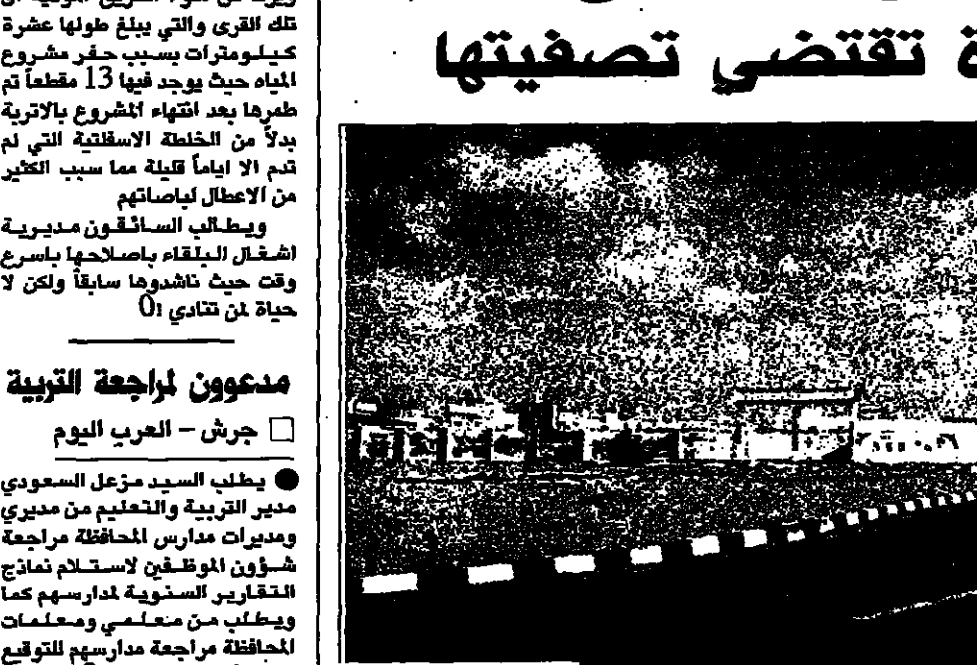 ة تقتضي تصفيتها
تلك القرى والتي يبلغ طولها عشرة
كيلومترات بسبب حفر مشروع
المياه حيث يوجد فيها 13 مقطعاً تم
طمرها بعد انتهاء المشروع بالاتربة
بدلاً من الخلطة الاسفلتية التي لم
تدم الا اياماً قليلة مما سبب الكثير
من الاعطال لباصاتهم
ويطالب السائقون مديرية
اشغال البلقاء باصلاحها باسرع
وقت حيث ناشدوها سابقاً ولكن لا
حياة لمن تنادي !0
مدعوون لمراجعة التربية
□ جرش – العرب اليوم
● يطلب السيد مزعل السعودي
مدير التربية والتعليم من مديري
ومديرات مدارس المحافظة مراجعة
شؤون الموظفين لاستلام نماذج
التقارير السنوية لمدارسهم كما
ويطلب من معلمي ومعلمات
المحافظة مراجعة مدارسهم للتوقيع